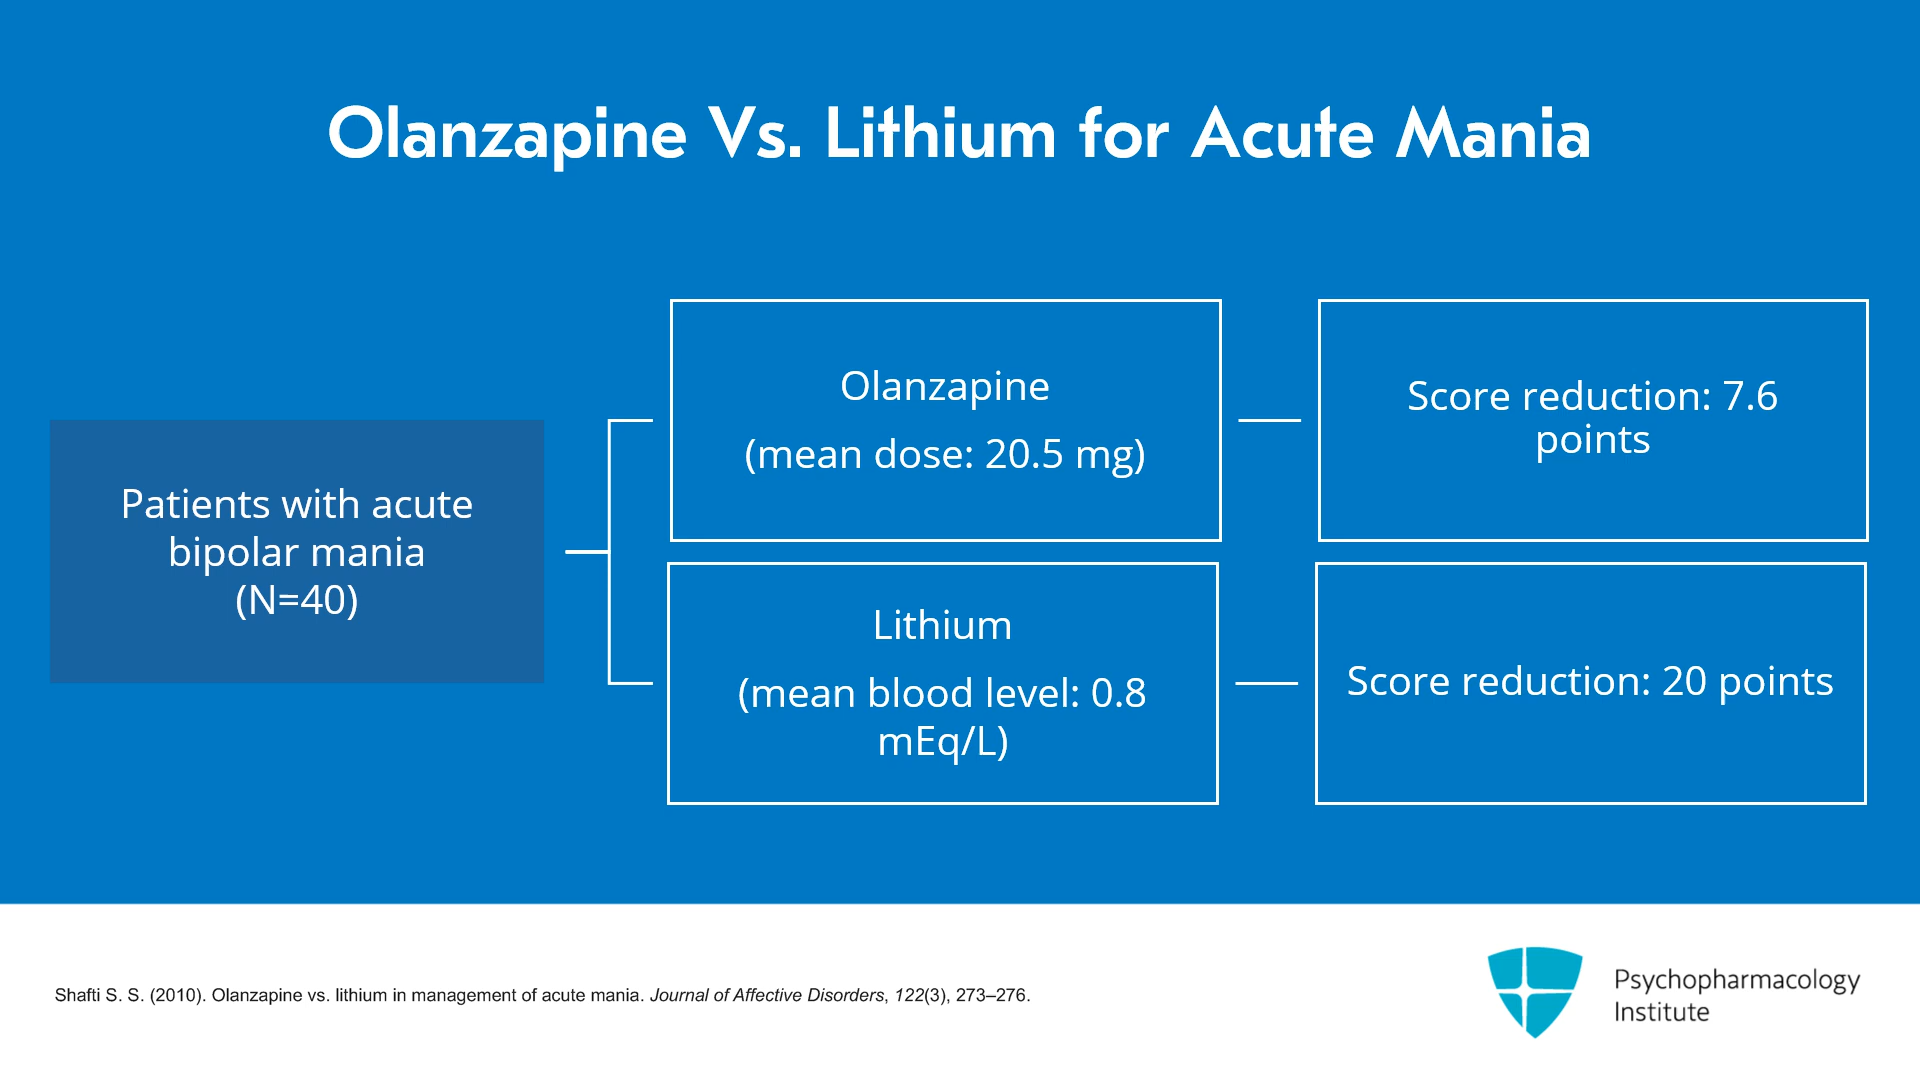 Olanzapine Vs. Lithium for Acute Mania
Patients with acute
bipolar mania
(N=40)
Olanzapine
(mean dose: 20.5 mg)
Score reduction: 7.6
points
Lithium
(mean blood level: 0.8
mEq/L)
Score reduction: 20 points
Shafti S. S. (2010). Olanzapine vs. lithium in management of acute mania. Journal of Affective Disorders, 122(3), 273–276.
Psychopharmacology
Institute